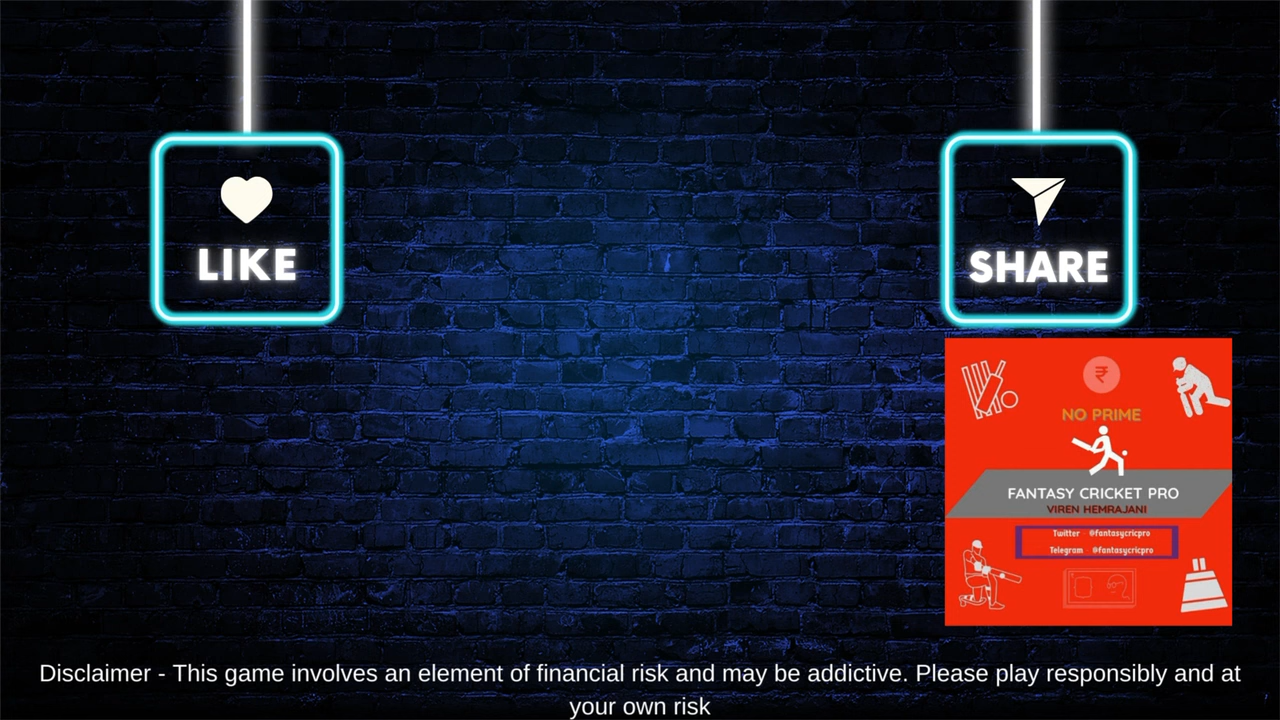 LIKE
SHARE
₹
NO PRIME
FANTASY CRICKET PRO
VIREN HEMRAJANI
Twitter @fantasycricpro
Telegram @fantasycricpro
Disclaimer - This game involves an element of financial risk and may be addictive. Please play responsibly and at
your own risk